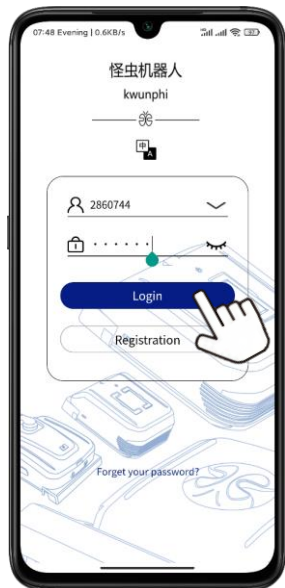 07:48 Evening | 0.6KB/s
怪虫机器人
kwunphi
中
A
2860744
Login
Registration
Forget your password?